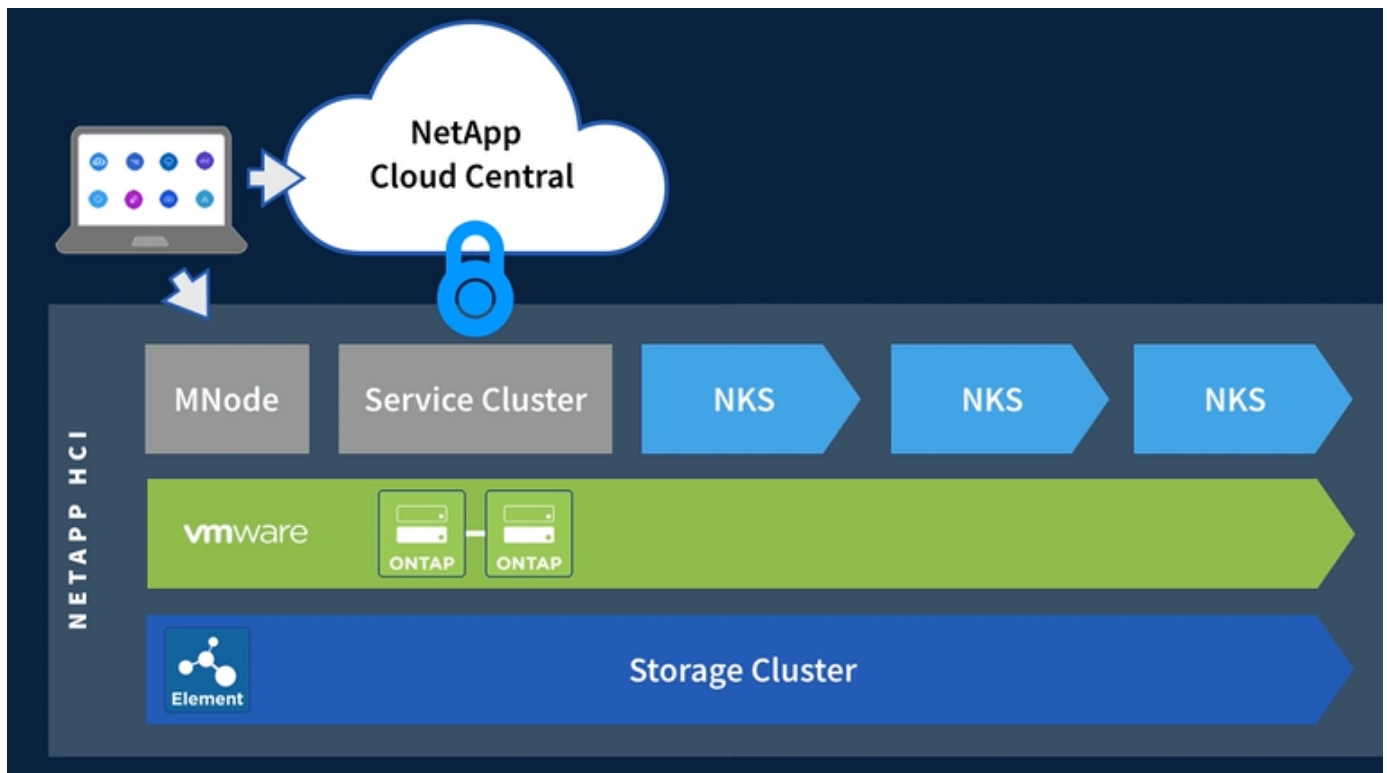 NetApp
Cloud Central
NETAPP HCI
MNode
Service Cluster
NKS
NKS
NKS
vmware
ONTAP
ONTAP
Element
Storage Cluster